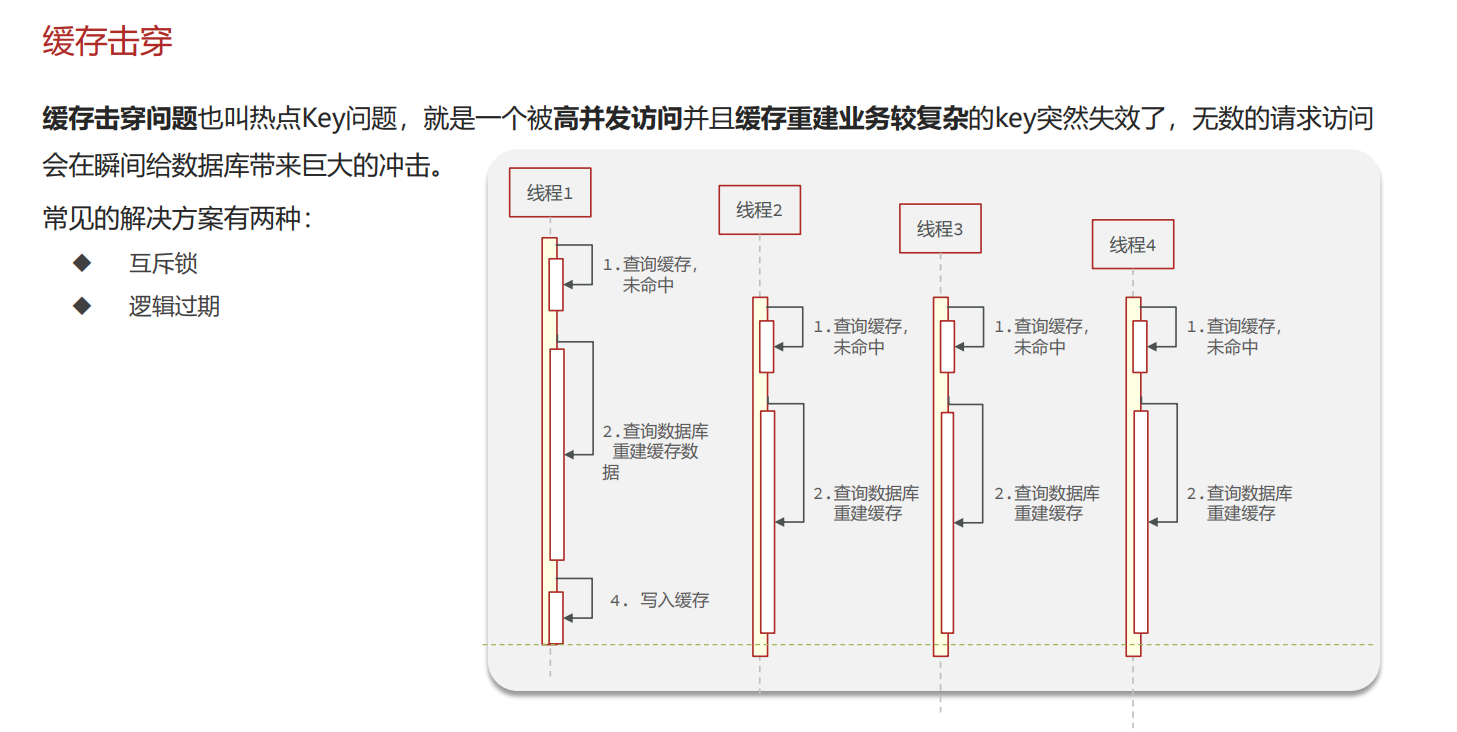 缓存击穿
缓存击穿问题也叫热点Key问题，就是一个被高并发访问并且缓存重建业务较复杂的key突然失效了，无数的请求访问
会在瞬间给数据库带来巨大的冲击。
常见的解决方案有两种：
◆ 互斥锁
◆ 逻辑过期
线程1
1.查询缓存，
未命中
2.查询数据库
重建缓存数
据
4. 写入缓存
线程2
1.查询缓存，
未命中
2.查询数据库
重建缓存
线程3
1.查询缓存，
未命中
2.查询数据库
重建缓存
线程4
1.查询缓存，
未命中
2.查询数据库
重建缓存